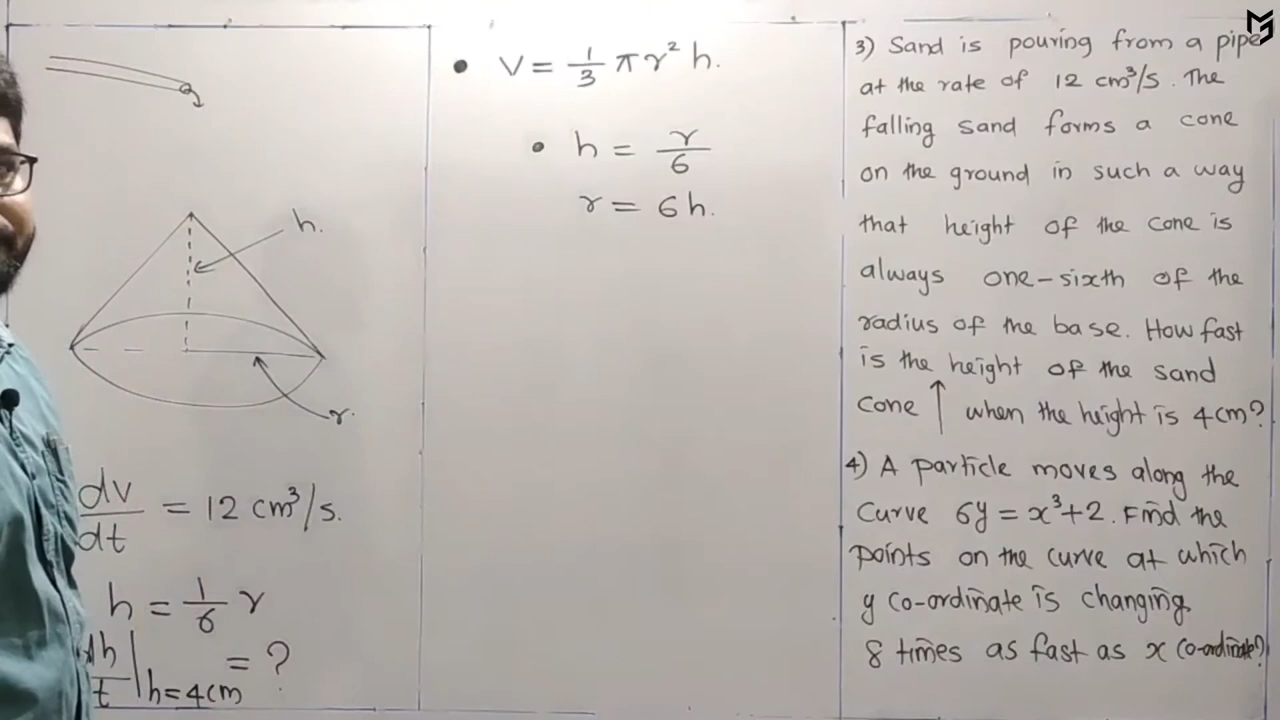 h.
r.
dv/dt = 12 cm³/s.
h = 1/6 r
dh/dt | h=4cm = ?
• V = 1/3 π r² h.
• h = r/6
r = 6h.
3) Sand is pouring from a pipe
at the rate of 12 cm³/s. The
falling sand forms a cone
on the ground in such a way
that height of the cone is
always one-sixth of the
radius of the base. How fast
is the height of the sand
cone ↑ when the height is 4cm?
4) A particle moves along the
curve 6y = x³+2. Find the
points on the curve at which
y co-ordinate is changing
8 times as fast as x co-ordinate?